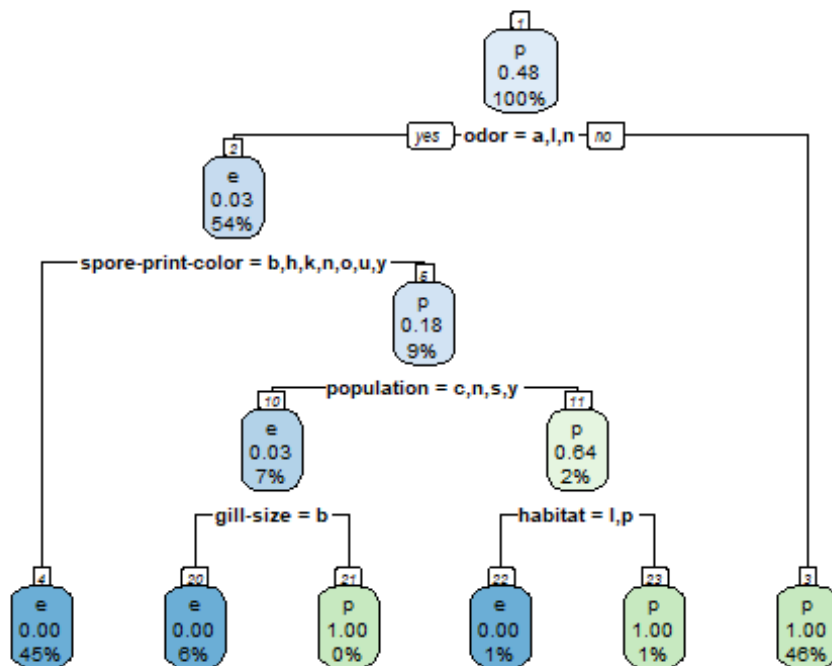 1
p
0.48
100%
yes odor = a,l,n no
2
e
0.03
54%
spore-print-color = b,h,k,n,o,u,y
5
p
0.18
9%
population = c,n,s,y
10
e
0.03
7%
11
p
0.64
2%
gill-size = b
habitat = l,p
4
e
0.00
45%
20
e
0.00
6%
21
p
1.00
0%
22
e
0.00
1%
23
p
1.00
1%
3
p
1.00
46%